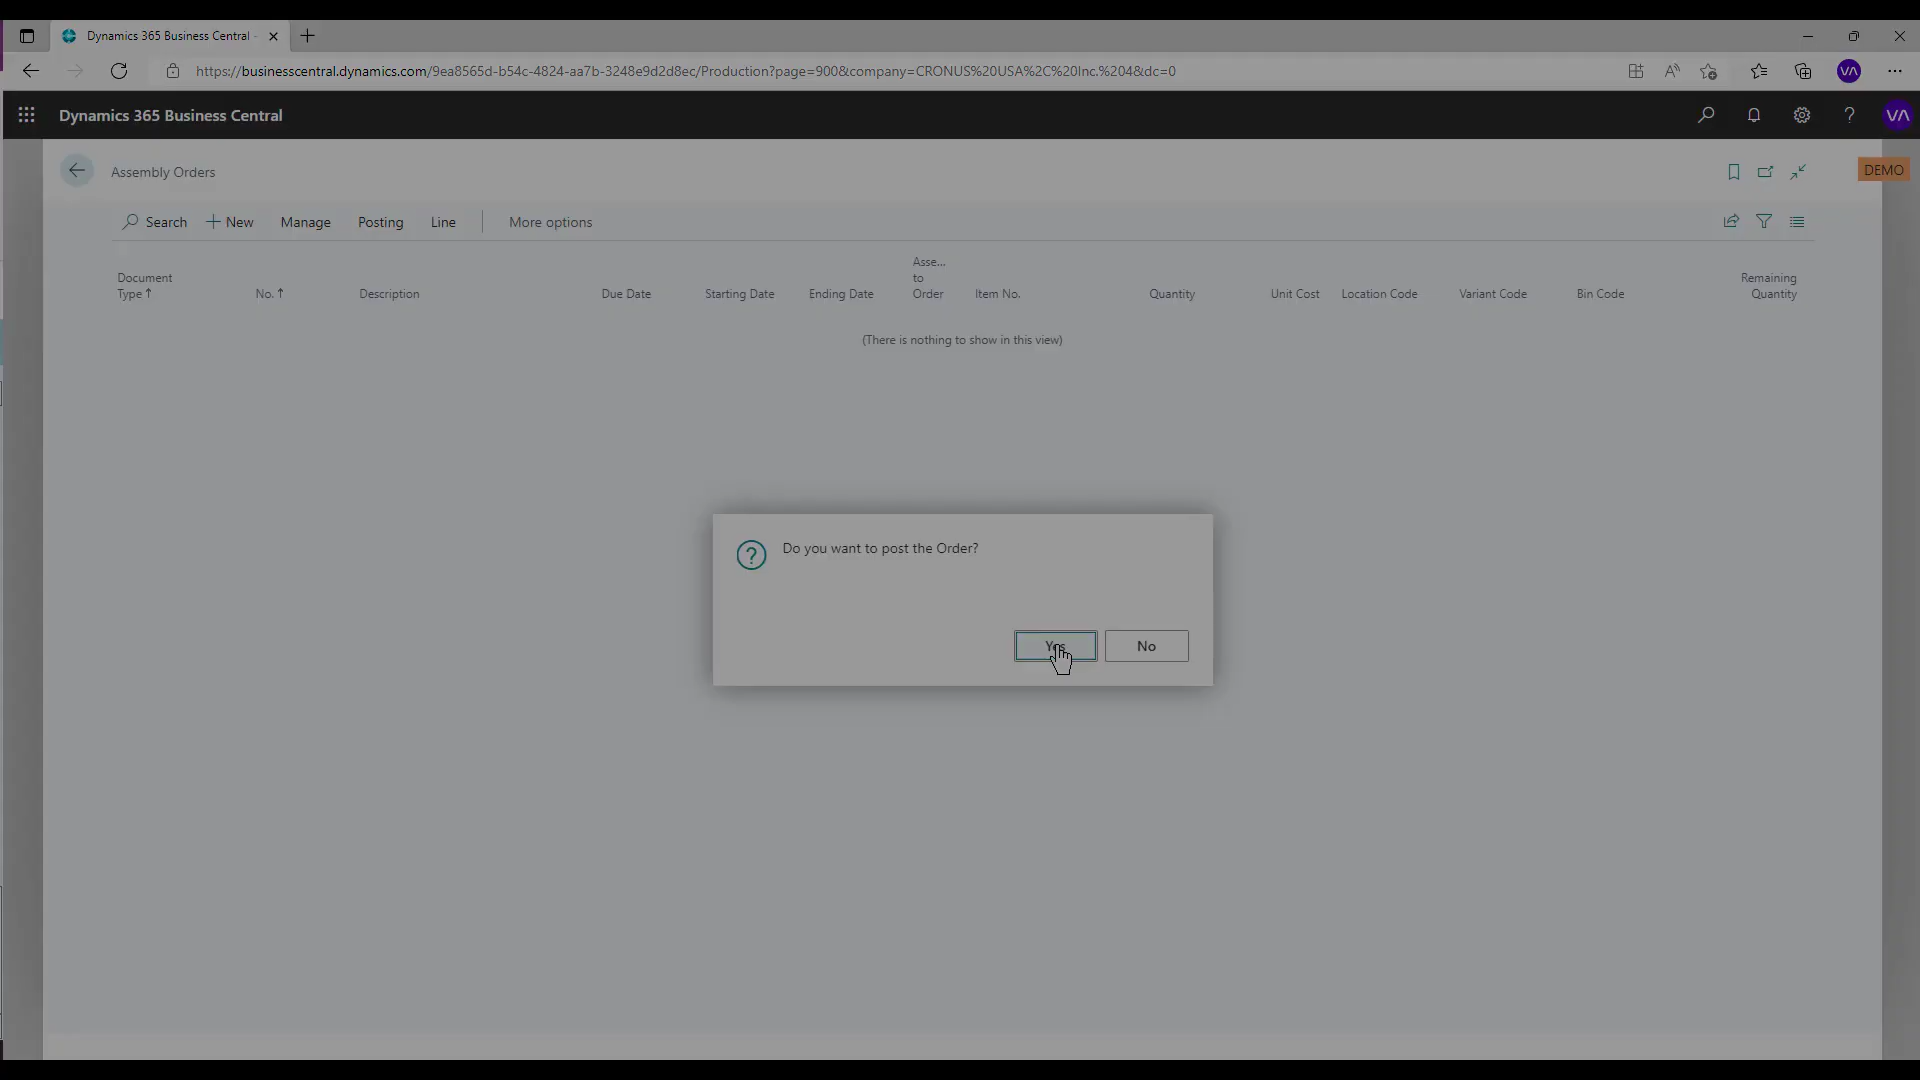 Dynamics 365 Business Central -
https://businesscentral.dynamics.com/9ea8565d-b54c-4824-aa7b-3248e9d2d8ec/Production?page=900&company=CRONUS%20USA%2C%20Inc.%204&dc=0
VA
Dynamics 365 Business Central
VA
Assembly Orders
DEMO
Search
New
Manage
Posting
Line
More options
Document Type ↑
No. ↑
Description
Due Date
Starting Date
Ending Date
Asse... to Order
Item No.
Quantity
Unit Cost
Location Code
Variant Code
Bin Code
Remaining Quantity
(There is nothing to show in this view)
Do you want to post the Order?
Yes
No